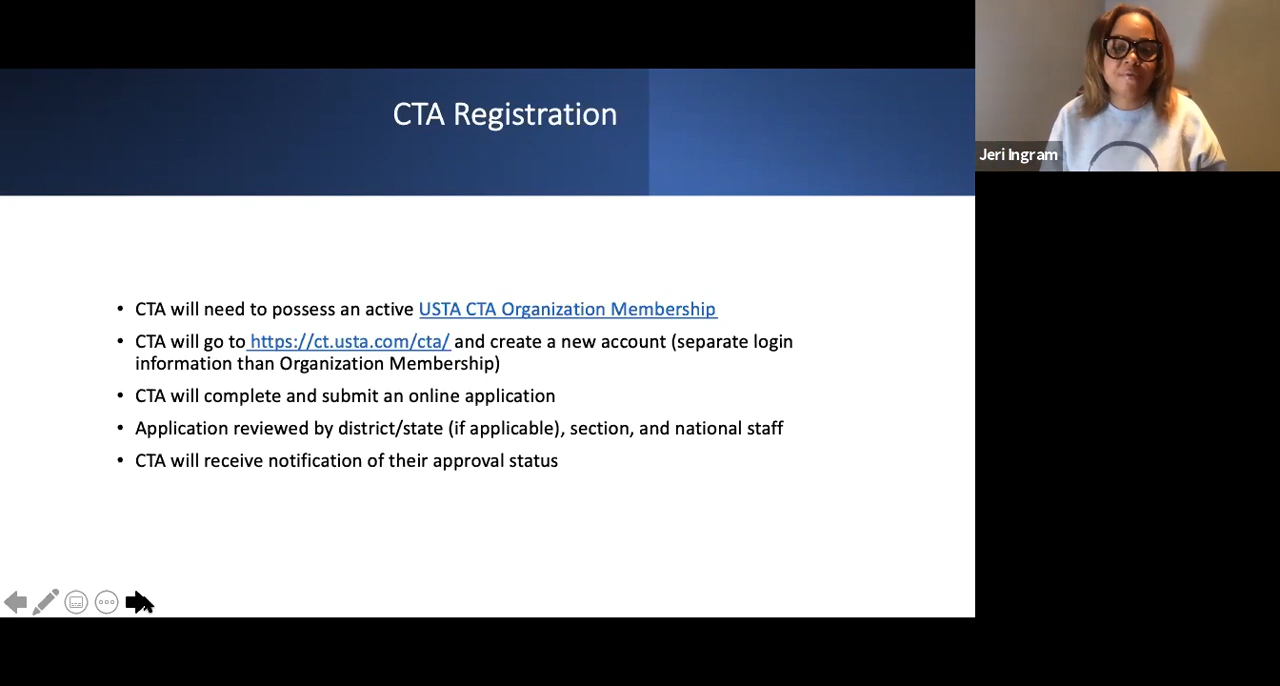 CTA Registration
Jeri Ingram
• CTA will need to possess an active USTA CTA Organization Membership
• CTA will go to https://ct.usta.com/cta/ and create a new account (separate login
information than Organization Membership)
• CTA will complete and submit an online application
• Application reviewed by district/state (if applicable), section, and national staff
• CTA will receive notification of their approval status